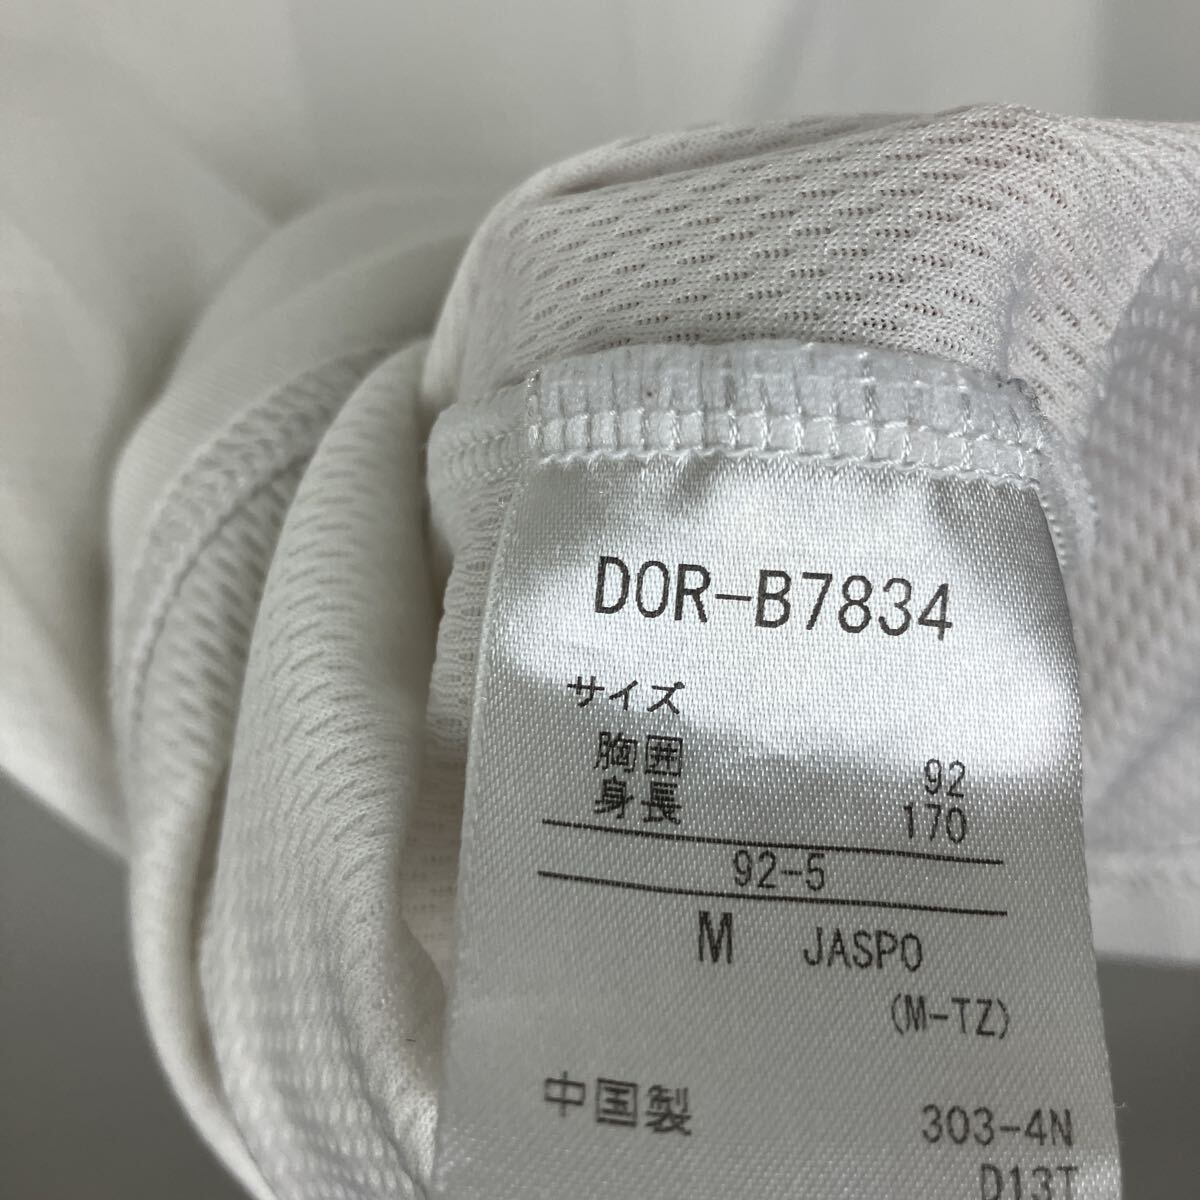 DOR-B7834
サイズ
胸囲 92
身長 170
92-5
M JASPO
(M-TZ)
中国製 303-4N
D13T